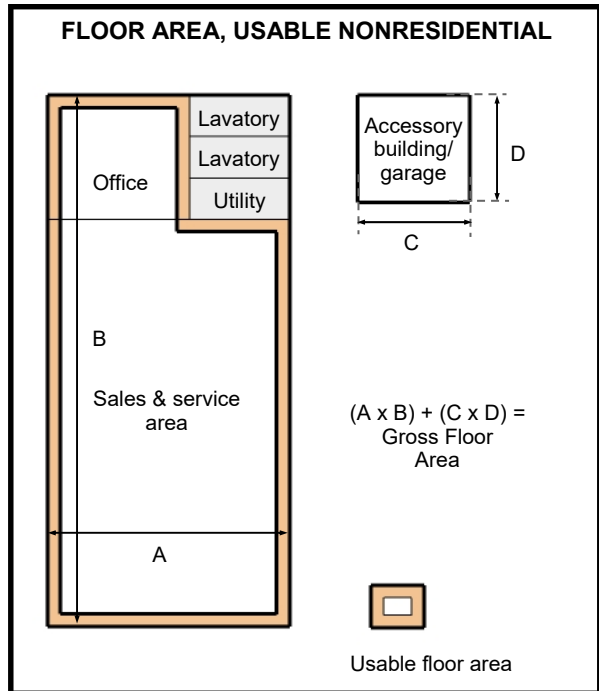 FLOOR AREA, USABLE NONRESIDENTIAL
Lavatory
Lavatory
Utility
Office
Accessory
building/
garage
D
C
B
Sales & service
area
A
(A x B) + (C x D) =
Gross Floor
Area
Usable floor area